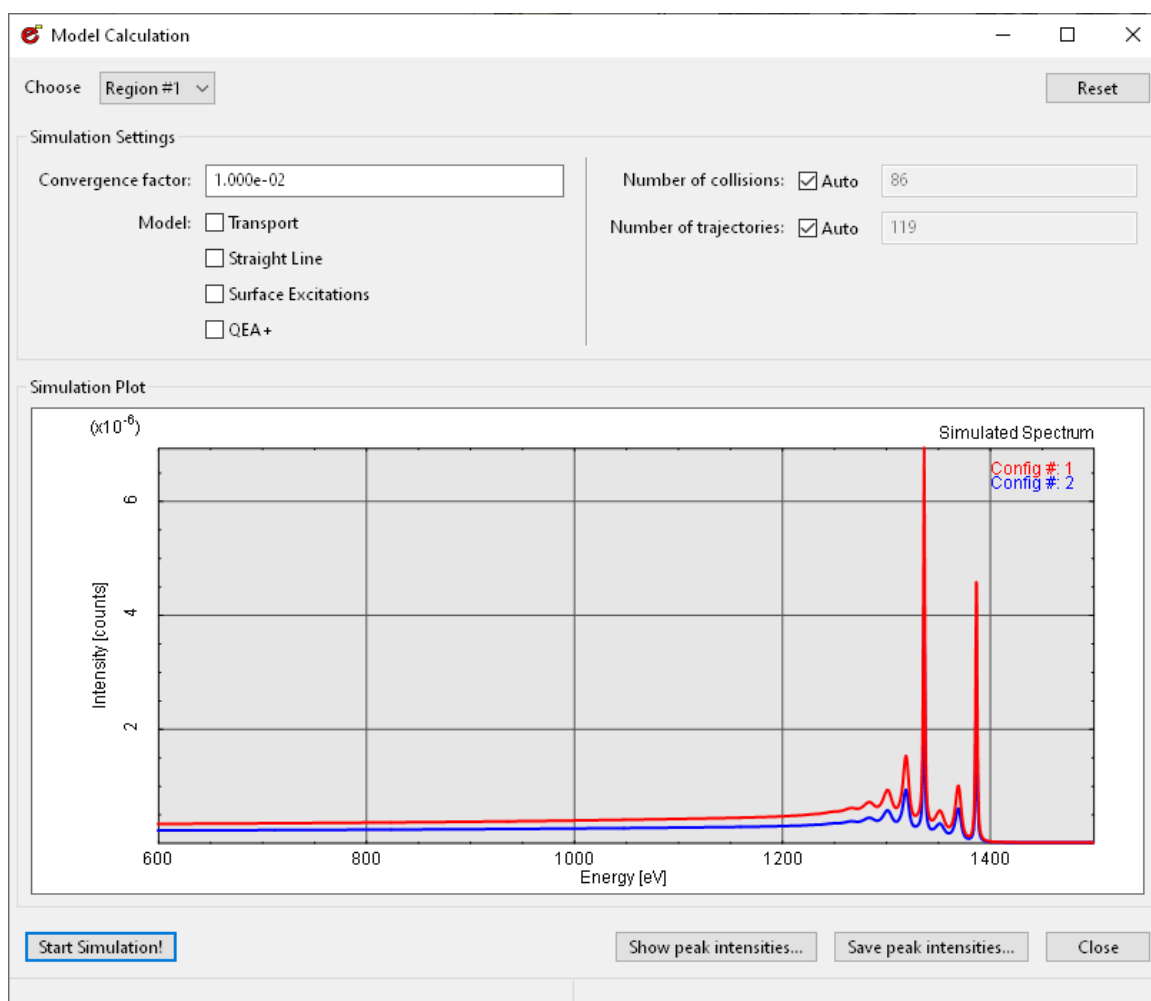 Model Calculation
Choose Region #1 Reset
Simulation Settings
Convergence factor: 1.000e-02 Number of collisions: Auto 86
Model: Transport Number of trajectories: Auto 119
Straight Line
Surface Excitations
QEA+
Simulation Plot
(x10⁻⁶) Simulated Spectrum
Config #: 1
Config #: 2
6
4
2
Intensity [counts]
600 800 1000 1200 1400
Energy [eV]
Start Simulation! Show peak intensities... Save peak intensities... Close